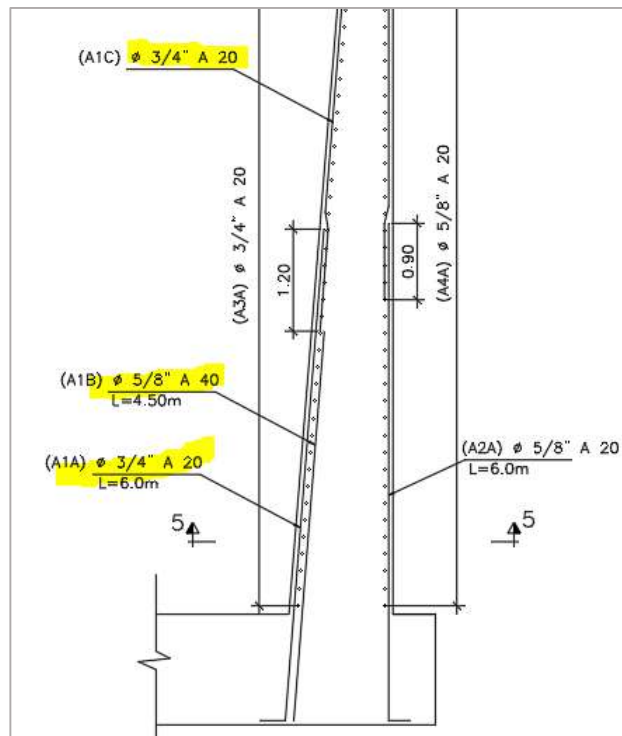 (A1C) ø 3/4" A 20
(A3A) ø 3/4" A 20
(A4A) ø 5/8" A 20
1.20
0.90
(A1B) ø 5/8" A 40
L=4.50m
(A1A) ø 3/4" A 20
L=6.0m
(A2A) ø 5/8" A 20
L=6.0m
5
5